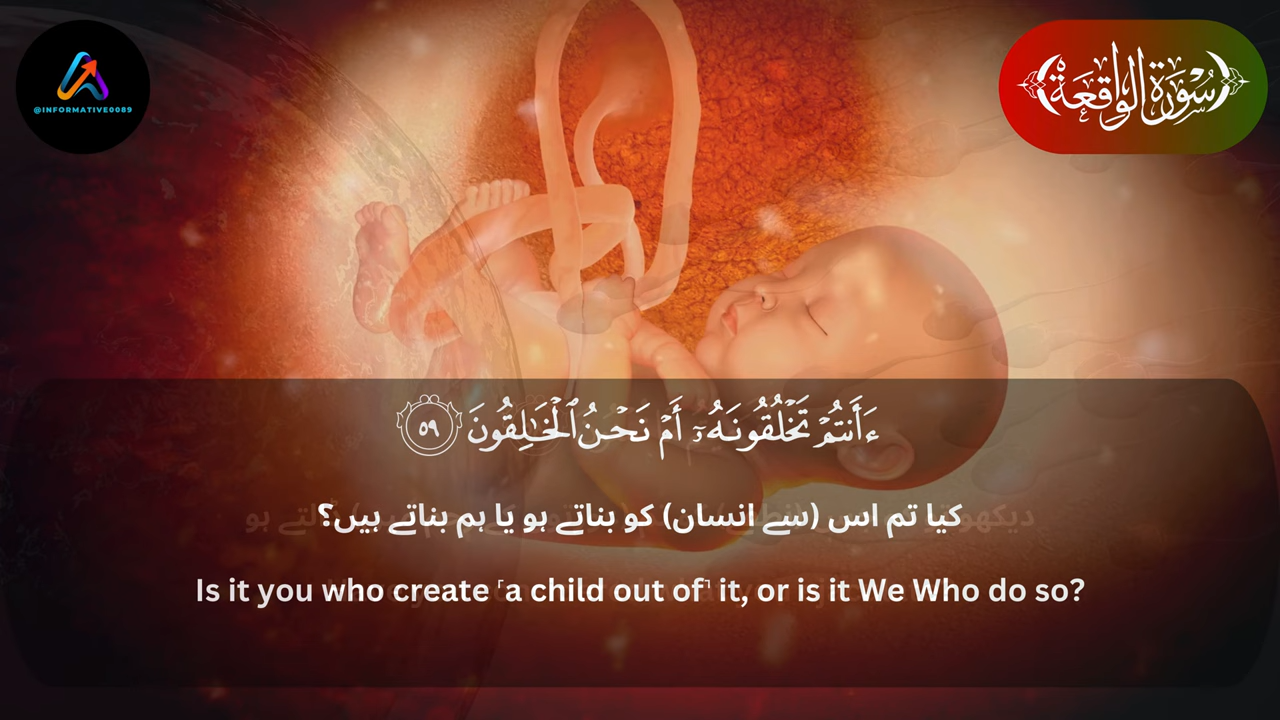 @INFORMATIVE0089
سُورَةُ الوَاقِعَة
ءَأَنتُمْ تَخْلُقُونَهُۥٓ أَمْ نَحْنُ ٱلْخَـٰلِقُونَ ٥٩
کیا تم اس (سے انسان) کو بناتے ہو یا ہم بناتے ہیں؟
Is it you who create ⸢a child out of⸣ it, or is it We Who do so?